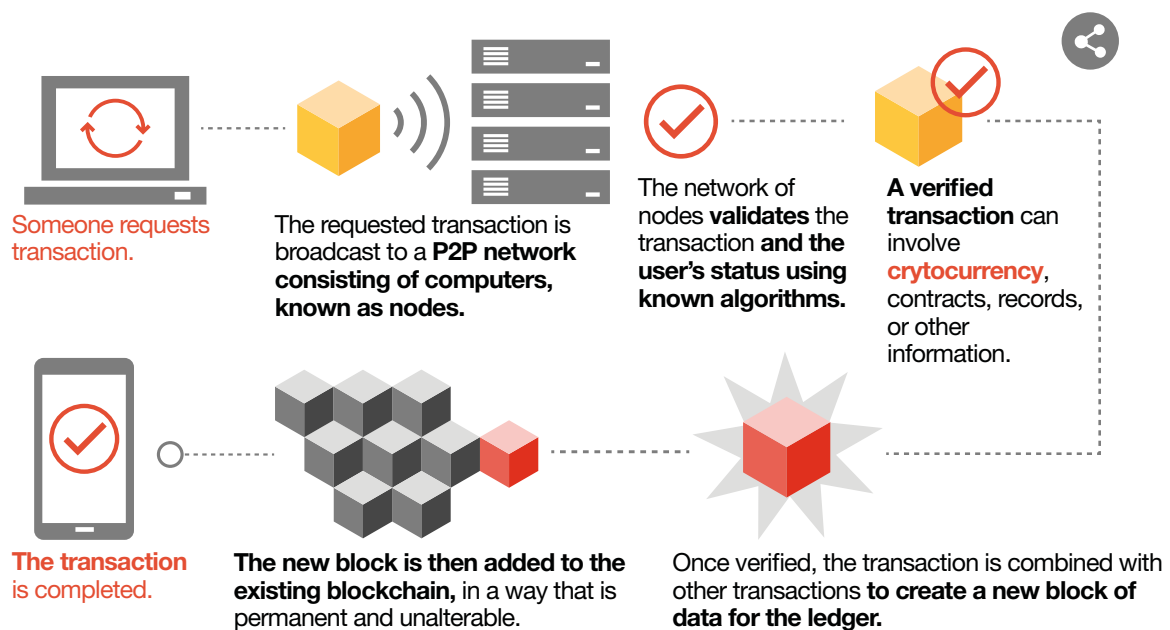 Someone requests
transaction.
The requested transaction is
broadcast to a P2P network
consisting of computers,
known as nodes.
The network of
nodes validates the
transaction and the
user’s status using
known algorithms.
A verified
transaction can
involve
crytocurrency,
contracts, records,
or other
information.
Once verified, the transaction is combined with
other transactions to create a new block of
data for the ledger.
The new block is then added to the
existing blockchain, in a way that is
permanent and unalterable.
The transaction
is completed.